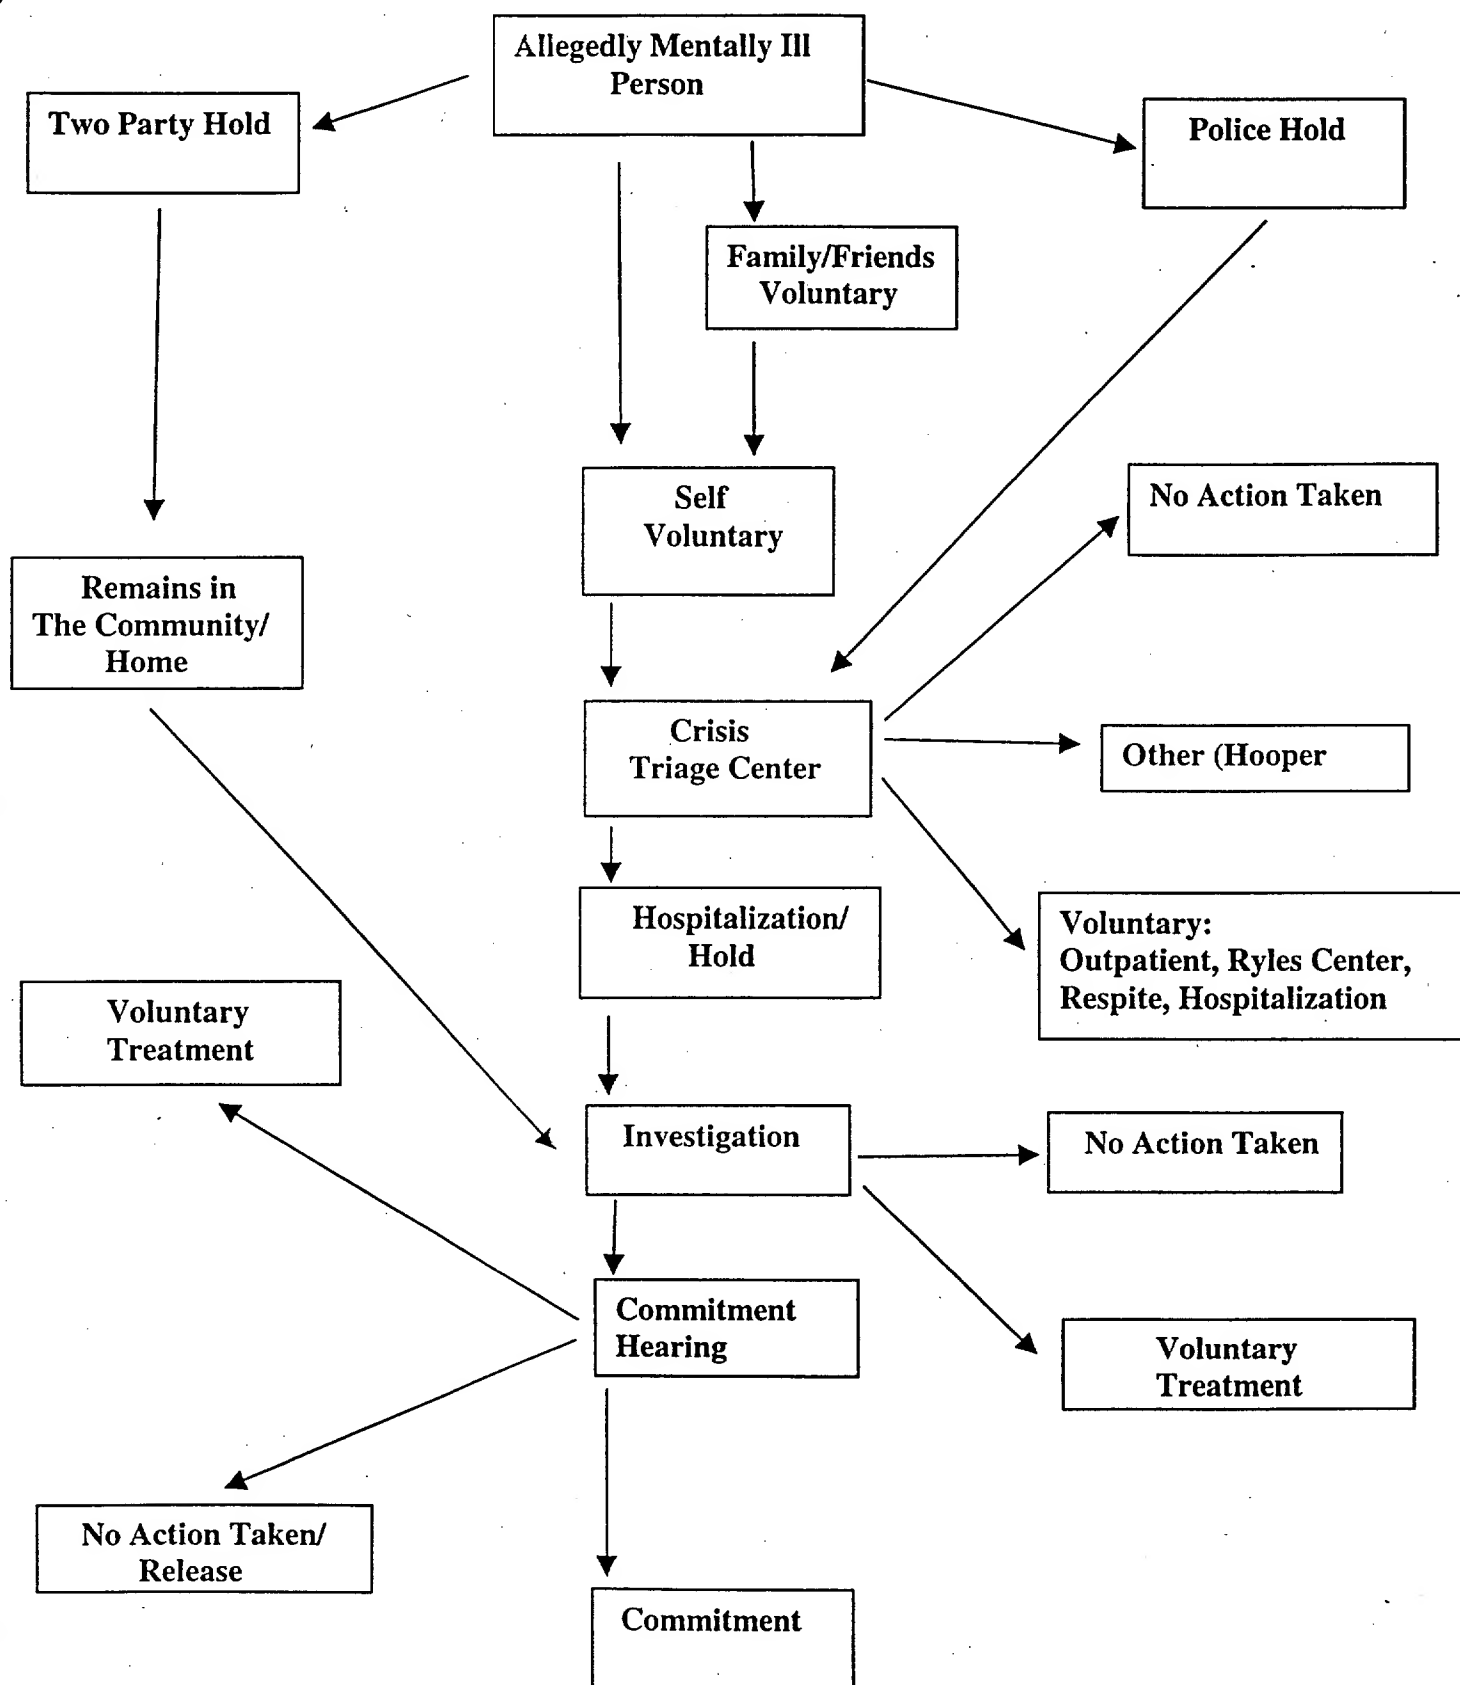 Allegedly Mentally Ill
Person
Two Party Hold
Police Hold
Family/Friends
Voluntary
Self
Voluntary
No Action Taken
Remains in
The Community/
Home
Crisis
Triage Center
Other (Hooper
Hospitalization/
Hold
Voluntary:
Outpatient, Ryles Center,
Respite, Hospitalization
Voluntary
Treatment
Investigation
No Action Taken
Commitment
Hearing
Voluntary
Treatment
No Action Taken/
Release
Commitment